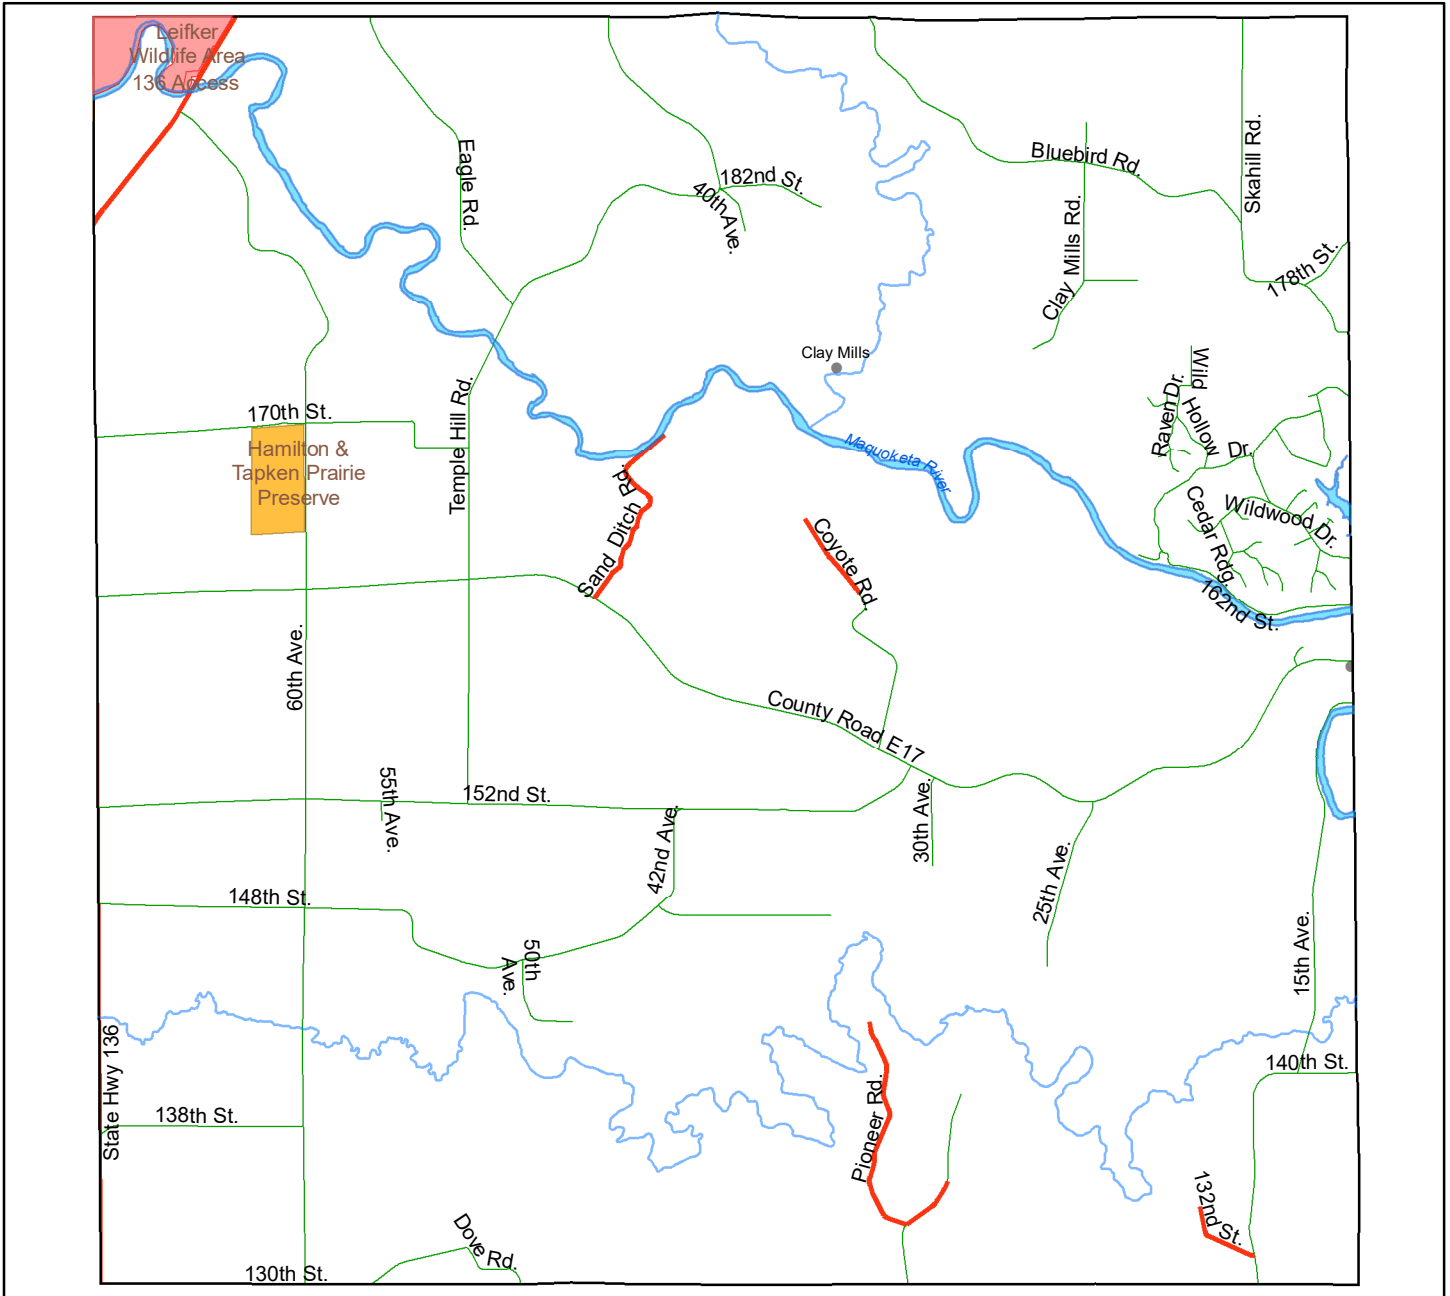 Leifker
Wildlife Area
136 Access
Eagle Rd.
182nd St.
40th Ave.
Bluebird Rd.
Skahill Rd.
Clay Mills Rd.
178th St.
Clay Mills
170th St.
Hamilton &
Tapken Prairie
Preserve
Temple Hill Rd.
Maquoketa River
Raven Dr.
Wild
Hollow
Dr.
Wildwood Dr.
Cedar Rdg.
162nd St.
Sand Ditch Rd.
Coyote Rd.
60th Ave.
County Road E17
55th Ave.
152nd St.
42nd Ave.
30th Ave.
25th Ave.
148th St.
50th
Ave.
15th Ave.
State Hwy 136
140th St.
138th St.
Pioneer Rd.
132nd St.
Dove Rd.
130th St.